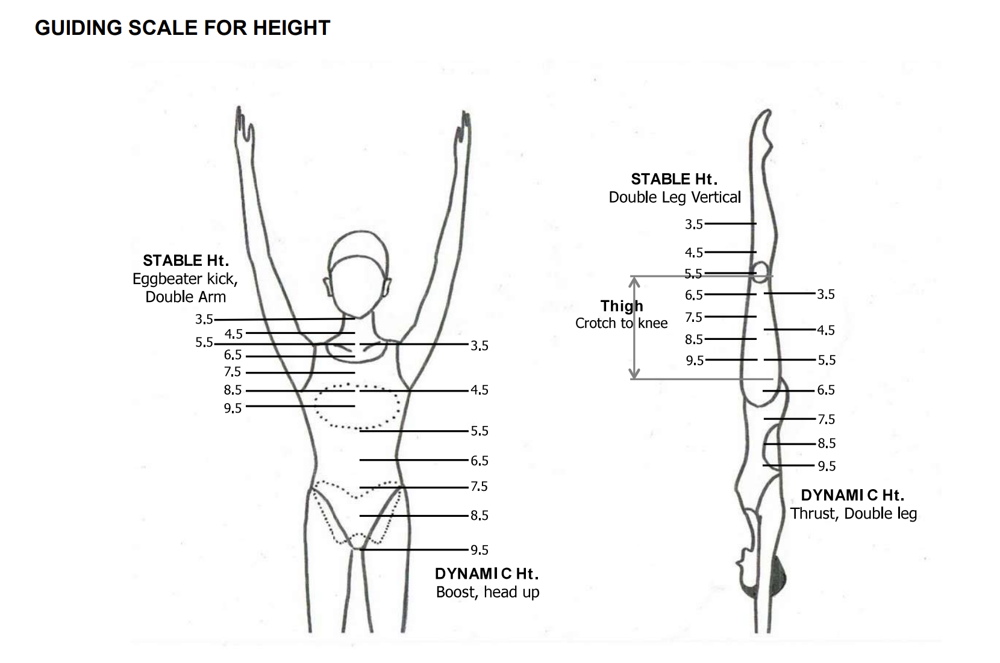 GUIDING SCALE FOR HEIGHT
STABLE Ht.
Eggbeater kick,
Double Arm
3.5
4.5
5.5
6.5
7.5
8.5
9.5
3.5
4.5
5.5
6.5
7.5
8.5
9.5
DYNAMIC Ht.
Boost, head up
STABLE Ht.
Double Leg Vertical
3.5
4.5
5.5
6.5
7.5
8.5
9.5
Thigh
Crotch to knee
3.5
4.5
5.5
6.5
7.5
8.5
9.5
DYNAMIC Ht.
Thrust, Double leg